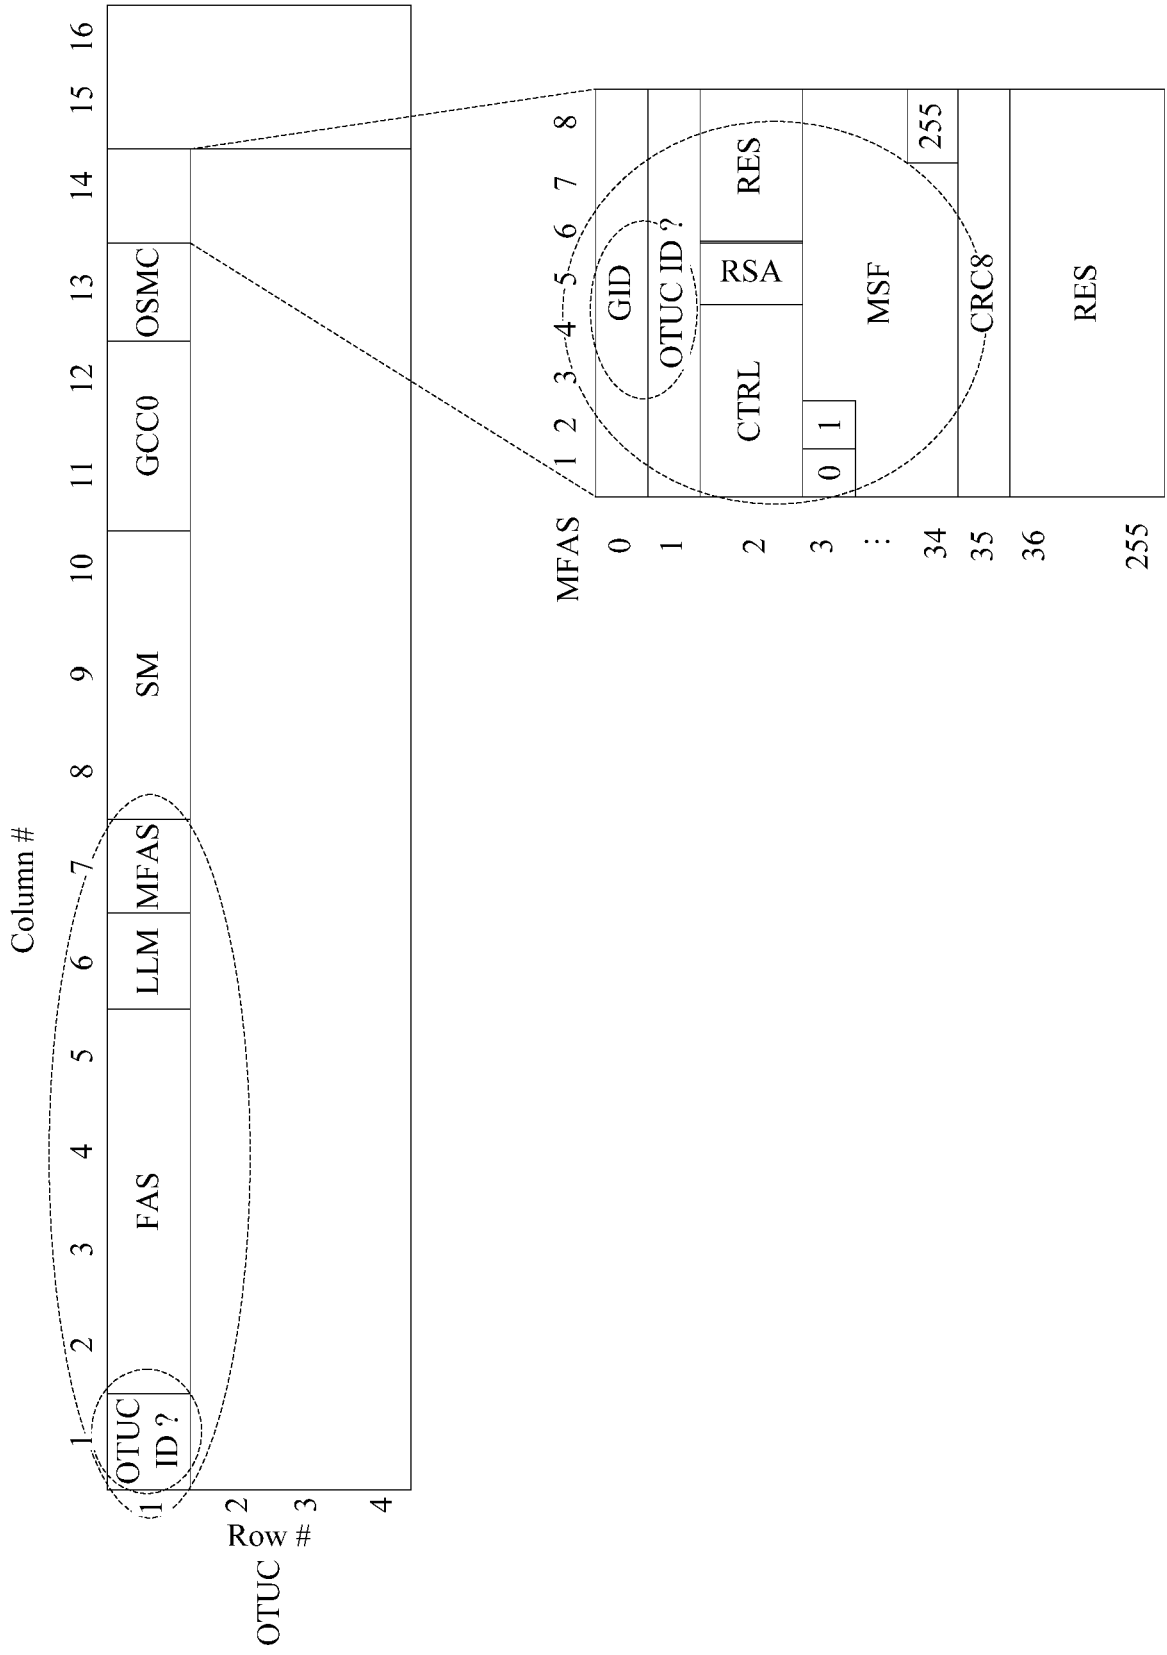 Column #
1 2 3 4 5 6 7 8 9 10 11 12 13 14 15 16
1
OTUC
ID ?
FAS
LLM
MFAS
SM
GCC0
OSMC
2
3
4
Row #
OTUC
MFAS
1 2 3 4 5 6 7 8
0
GID
1
OTUC ID ?
2
CTRL
RSA
RES
3
0
1
⋮
MSF
34
255
35
CRC8
36
RES
255